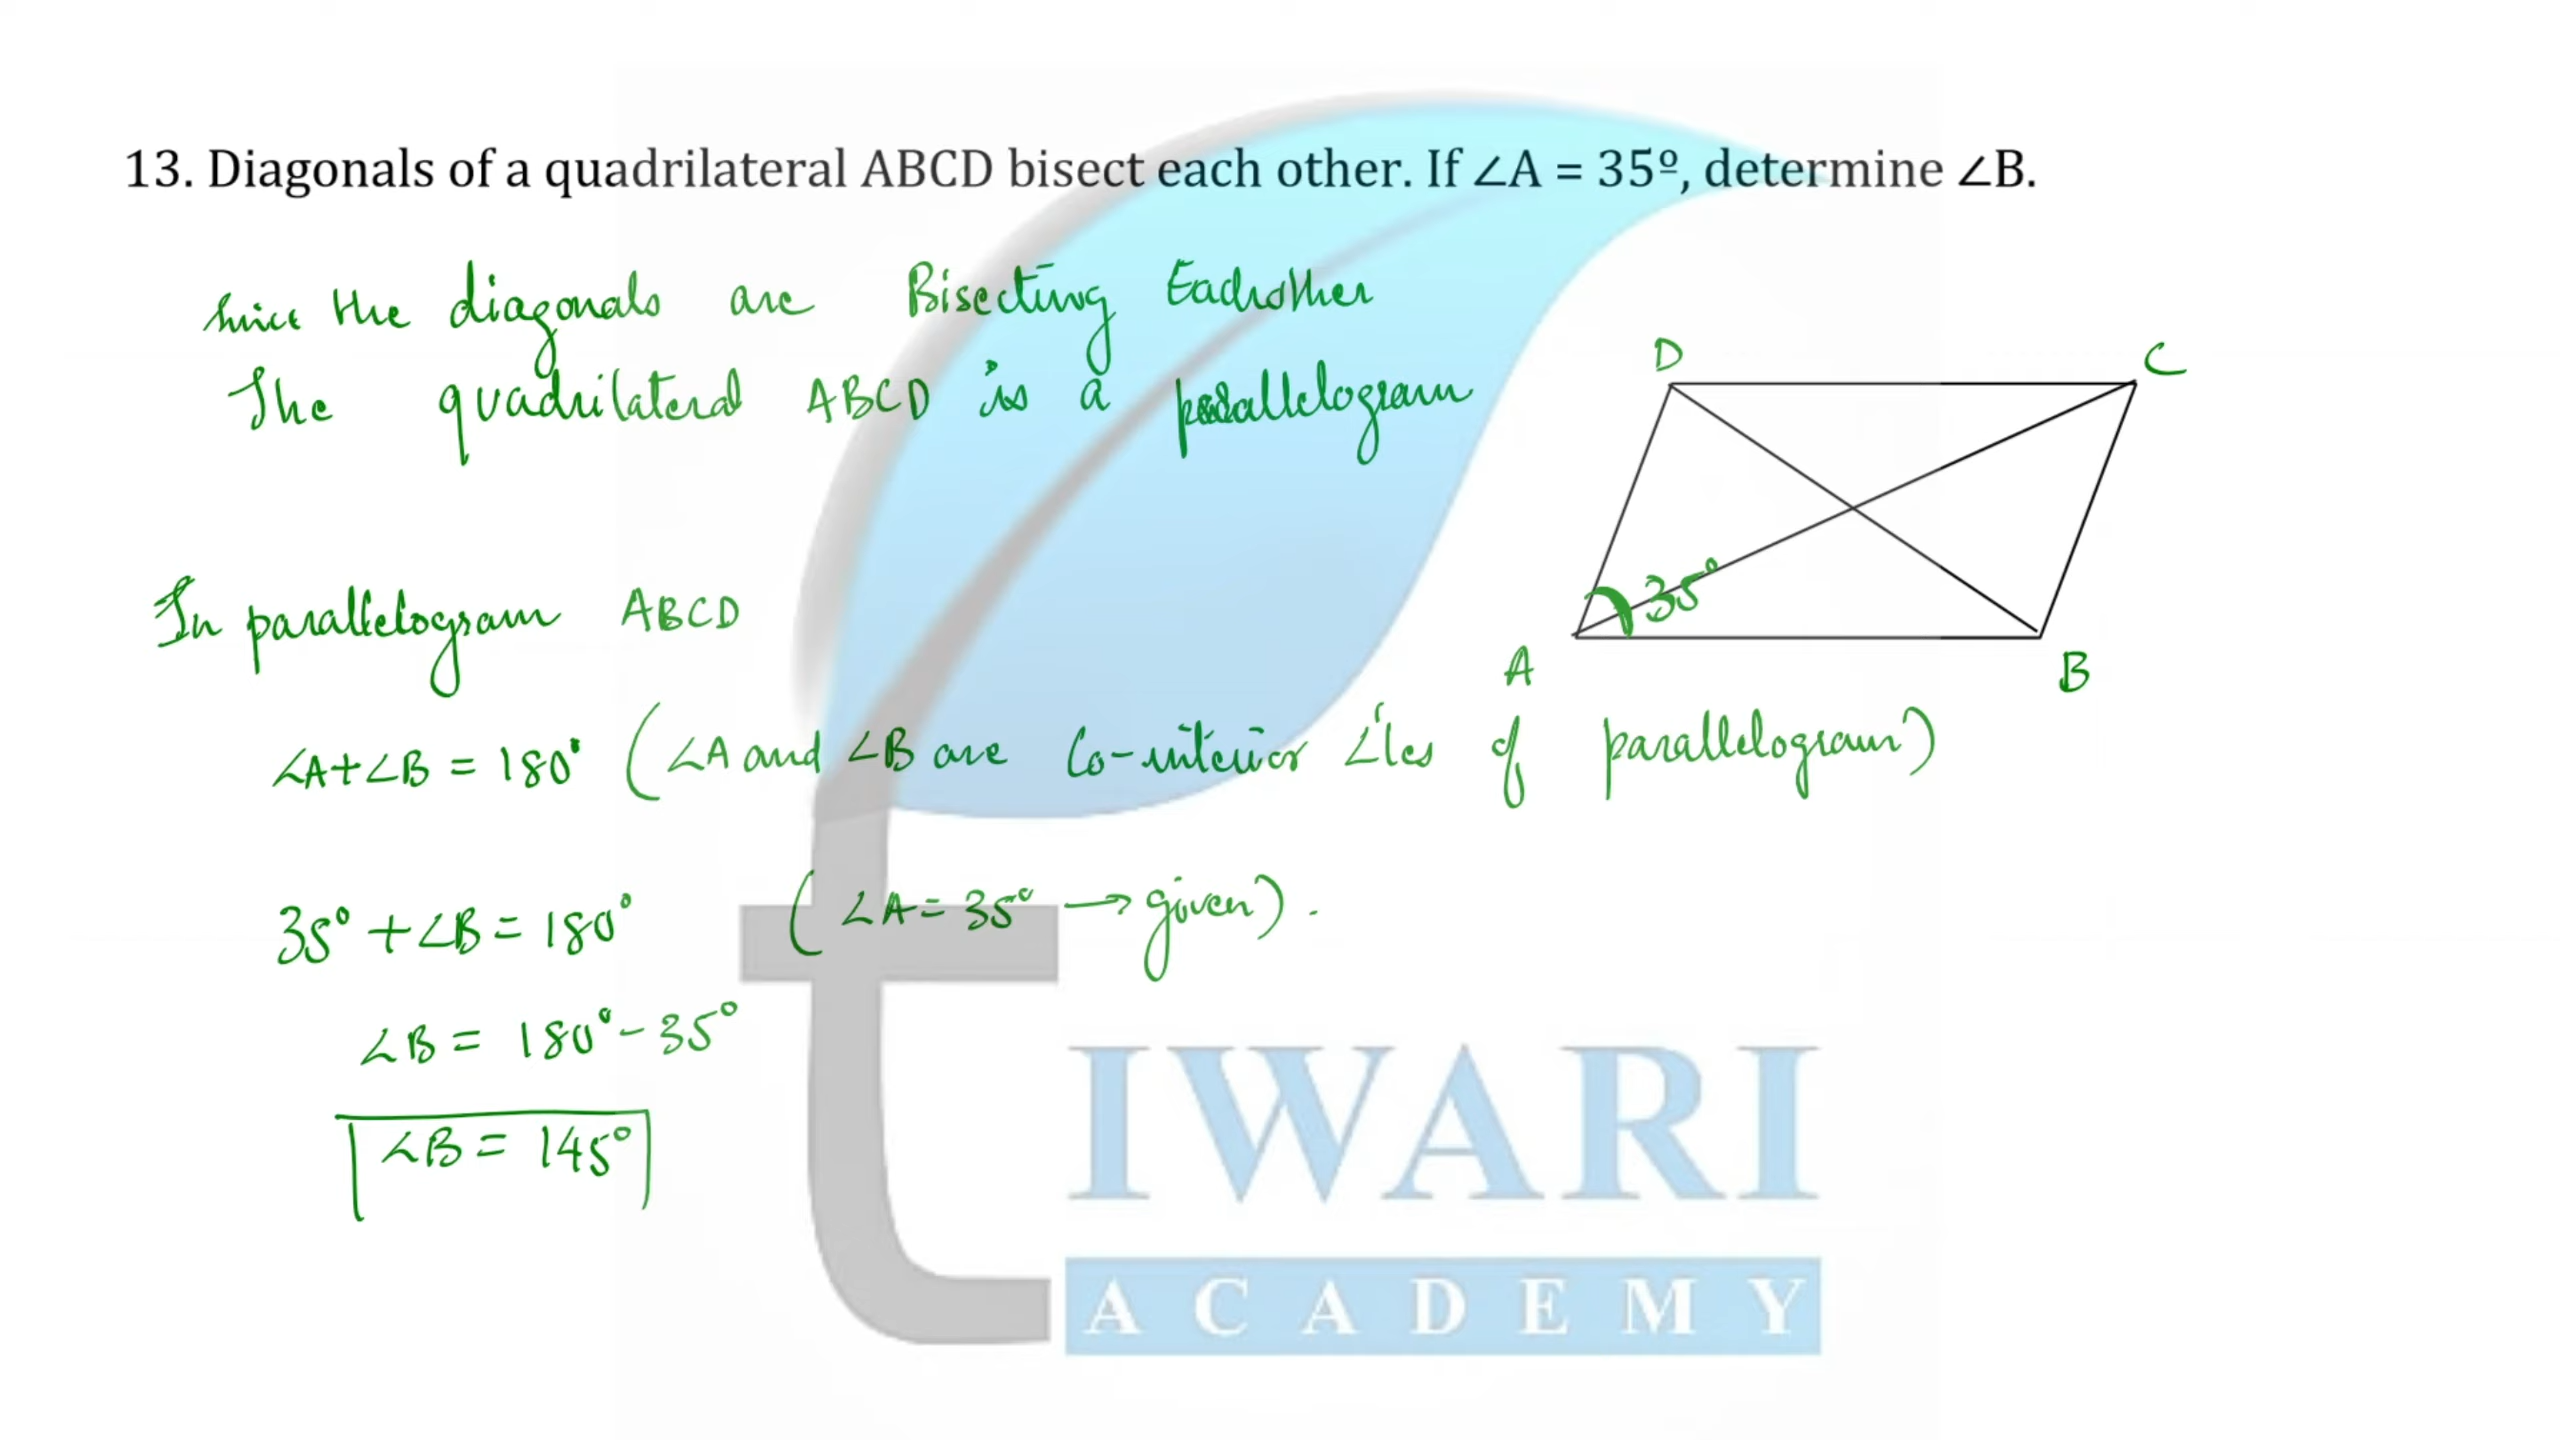 13. Diagonals of a quadrilateral ABCD bisect each other. If ∠A = 35º, determine ∠B.
Since the diagonals are Bisecting Eachother
The quadrilateral ABCD is a parallelogram
D C
35°
A B
In parallelogram ABCD
∠A+∠B = 180° (∠A and ∠B are Co-interior ∠'les of parallelogram)
35° + ∠B = 180° (∠A = 35° → given).
∠B = 180° - 35°
∠B = 145°
t IWARI
ACADEMY